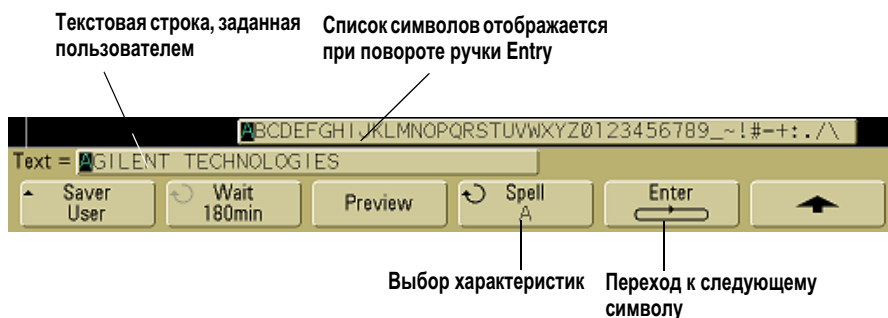 Текстовая строка, заданная
пользователем
Список символов отображается
при повороте ручки Entry
ABCDEFGHIJKLMNOPQRSTUVWXYZ0123456789_~!#-+:./\
Text = AGILENT TECHNOLOGIES
Saver
User
Wait
180min
Preview
Spell
A
Enter
Выбор характеристик
Переход к следующему
символу